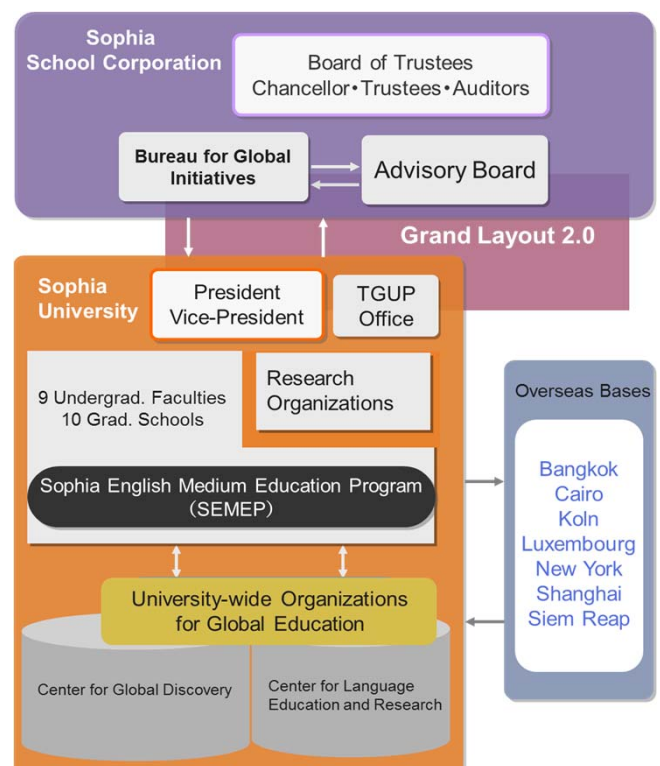 Sophia
School Corporation
Board of Trustees
Chancellor・Trustees・Auditors
Bureau for Global
Initiatives
Advisory Board
Grand Layout 2.0
Sophia
University
President
Vice-President
TGUP
Office
9 Undergrad. Faculties
10 Grad. Schools
Research
Organizations
Sophia English Medium Education Program
（SEMEP）
University-wide Organizations
for Global Education
Center for Global Discovery
Center for Language
Education and Research
Overseas Bases
Bangkok
Cairo
Koln
Luxembourg
New York
Shanghai
Siem Reap